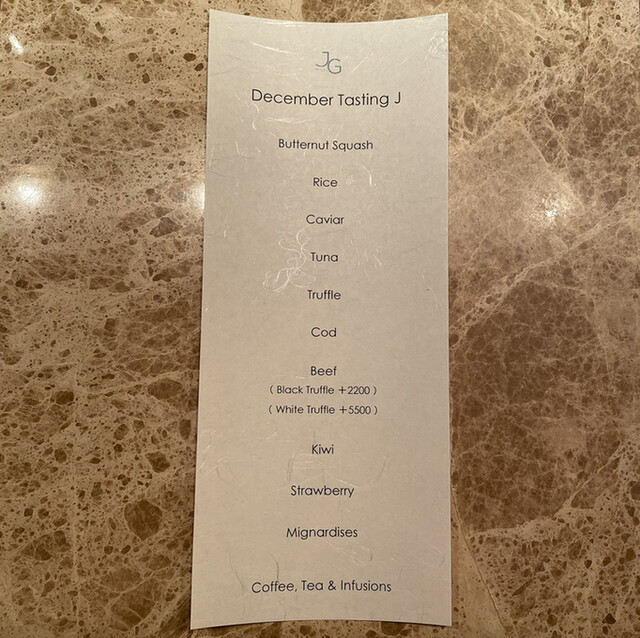 JG
December Tasting J
Butternut Squash
Rice
Caviar
Tuna
Truffle
Cod
Beef
( Black Truffle +2200 )
( White Truffle +5500 )
Kiwi
Strawberry
Mignardises
Coffee, Tea & Infusions